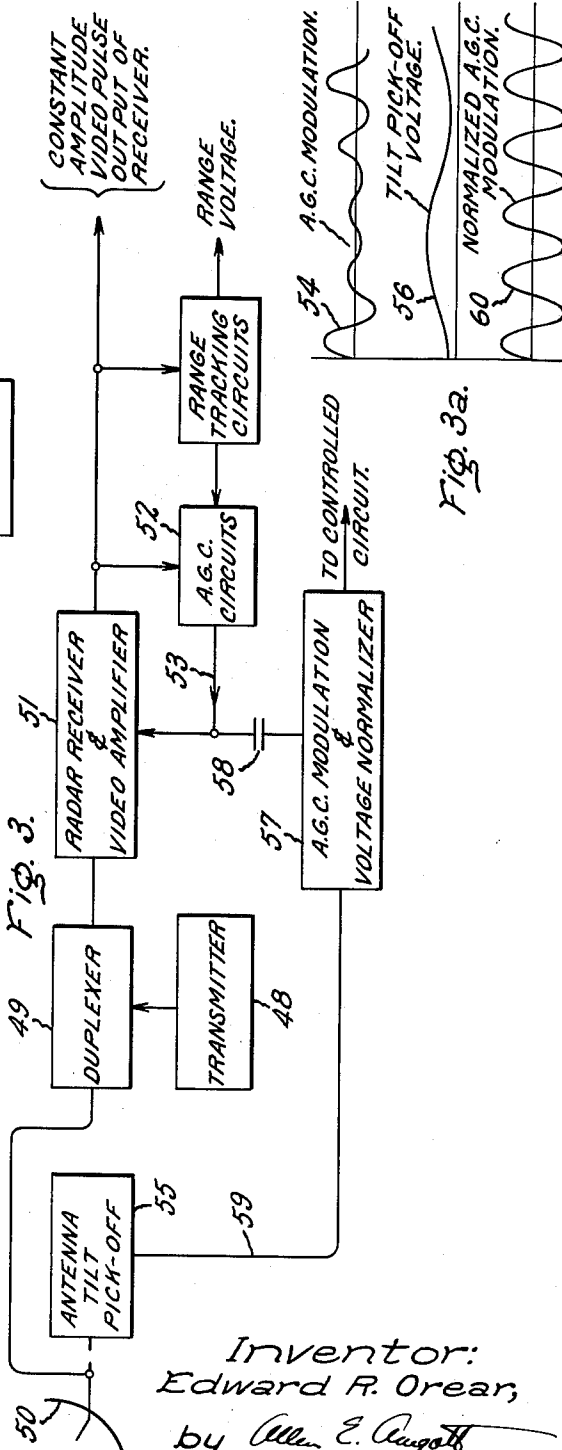 Fig. 3.
50
ANTENNA
TILT
PICK-OFF
55
59
49
DUPLEXER
TRANSMITTER
48
51
RADAR RECEIVER
&
VIDEO AMPLIFIER
52
A.G.C.
CIRCUITS
53
58
57
A.G.C. MODULATION
&
VOLTAGE NORMALIZER
TO CONTROLLED
CIRCUIT.
RANGE
TRACKING
CIRCUITS
RANGE
VOLTAGE.
CONSTANT
AMPLITUDE
VIDEO PULSE
OUTPUT OF
RECEIVER.
Fig. 3a.
54
A.G.C. MODULATION.
56
TILT PICK-OFF
VOLTAGE.
60
NORMALIZED A.G.C.
MODULATION.
Inventor:
Edward R. Orear,
by Allen E. Amgott